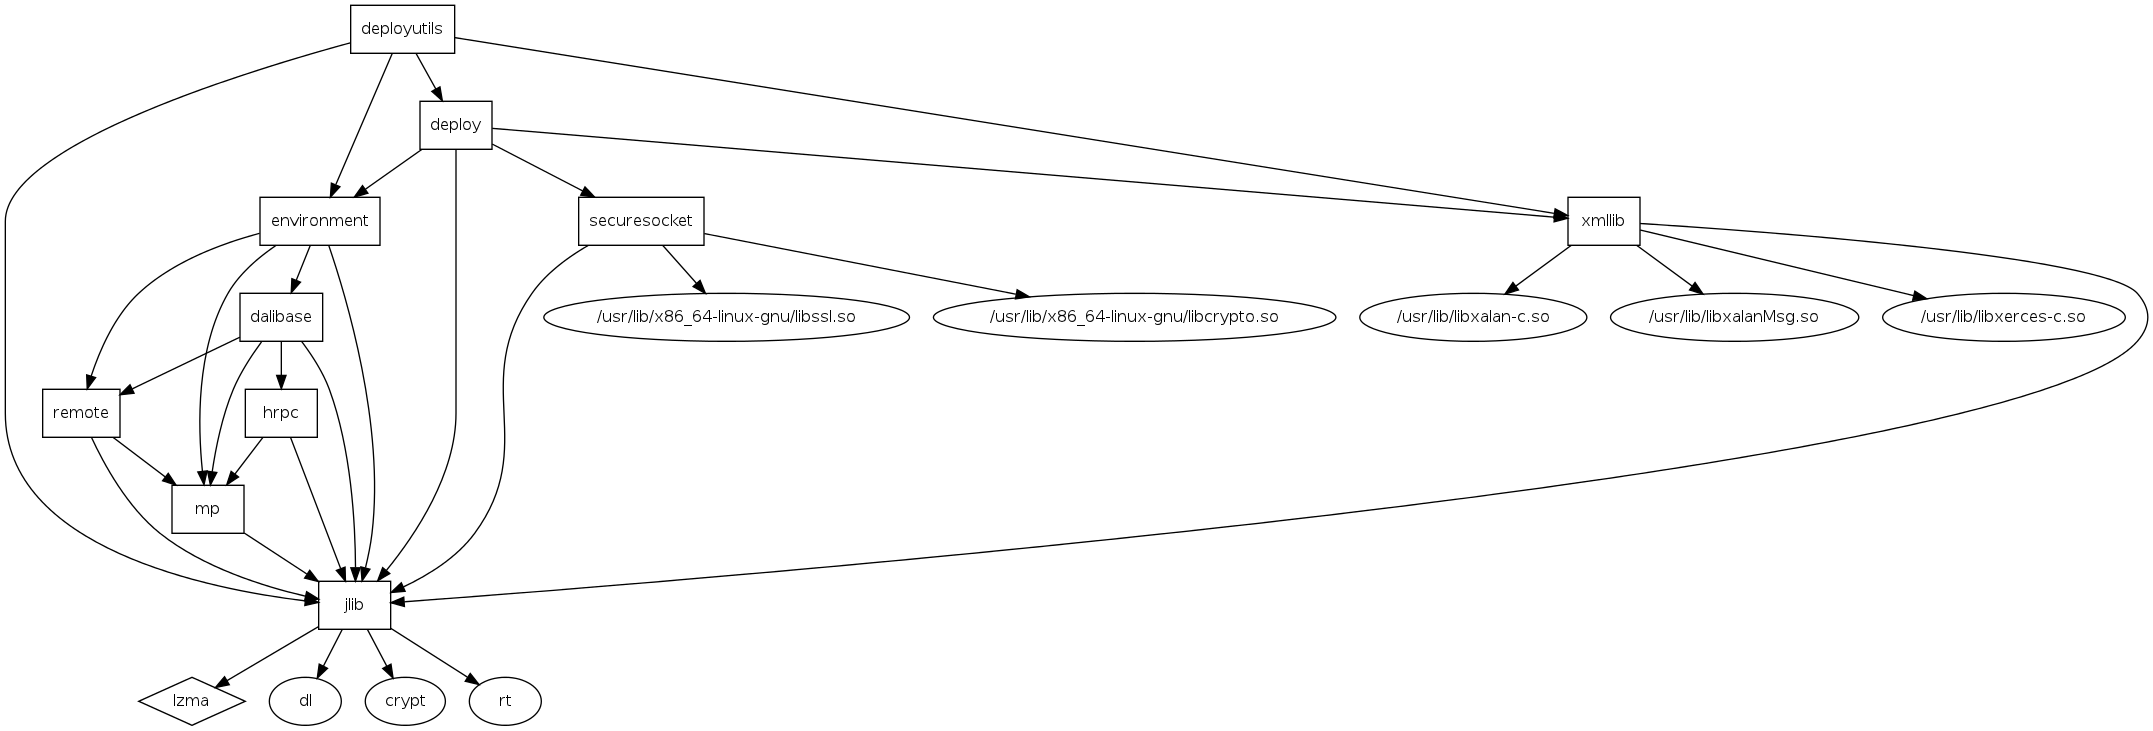 deployutils
deploy
environment
securesocket
xmllib
dalibase
/usr/lib/x86_64-linux-gnu/libssl.so
/usr/lib/x86_64-linux-gnu/libcrypto.so
/usr/lib/libxalan-c.so
/usr/lib/libxalanMsg.so
/usr/lib/libxerces-c.so
remote
hrpc
mp
jlib
lzma
dl
crypt
rt